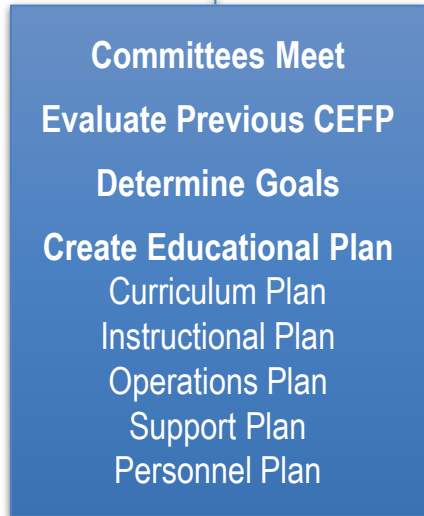 Committees Meet
Evaluate Previous CEFP
Determine Goals
Create Educational Plan
Curriculum Plan
Instructional Plan
Operations Plan
Support Plan
Personnel Plan